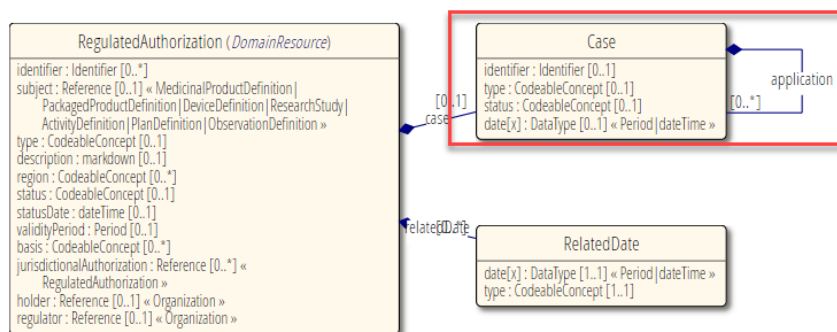 RegulatedAuthorization (DomainResource)
identifier : Identifier [0..*]
subject : Reference [0..1] « MedicinalProductDefinition|
PackagedProductDefinition|DeviceDefinition|ResearchStudy|
ActivityDefinition|PlanDefinition|ObservationDefinition »
type : CodeableConcept [0..1]
description : markdown [0..1]
region : CodeableConcept [0..*]
status : CodeableConcept [0..1]
statusDate : dateTime [0..1]
validityPeriod : Period [0..1]
basis : CodeableConcept [0..*]
jurisdictionalAuthorization : Reference [0..*] «
RegulatedAuthorization »
holder : Reference [0..1] « Organization »
regulator : Reference [0..1] « Organization »
[0..1]
case
Case
identifier : Identifier [0..1]
type : CodeableConcept [0..1]
status : CodeableConcept [0..1]
date[x] : DataType [0..1] « Period|dateTime »
application
[0..*]
relatedDate
[0..*]
RelatedDate
date[x] : DataType [1..1] « Period|dateTime »
type : CodeableConcept [1..1]